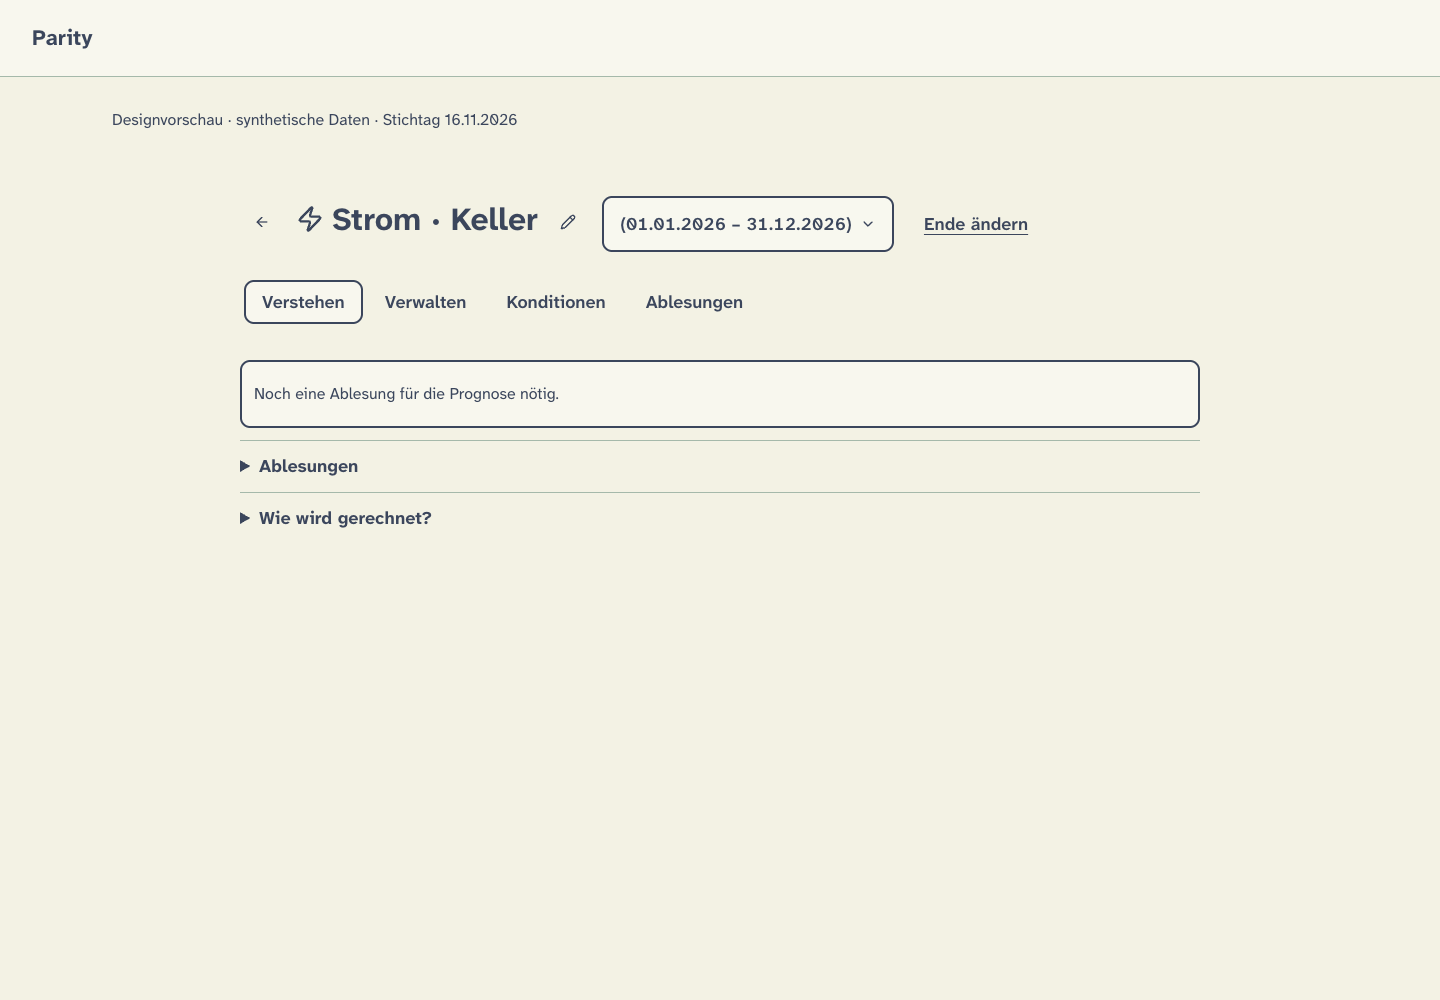 Parity
Designvorschau · synthetische Daten · Stichtag 16.11.2026
Strom · Keller (01.01.2026 – 31.12.2026) Ende ändern
Verstehen Verwalten Konditionen Ablesungen
Noch eine Ablesung für die Prognose nötig.
Ablesungen
Wie wird gerechnet?